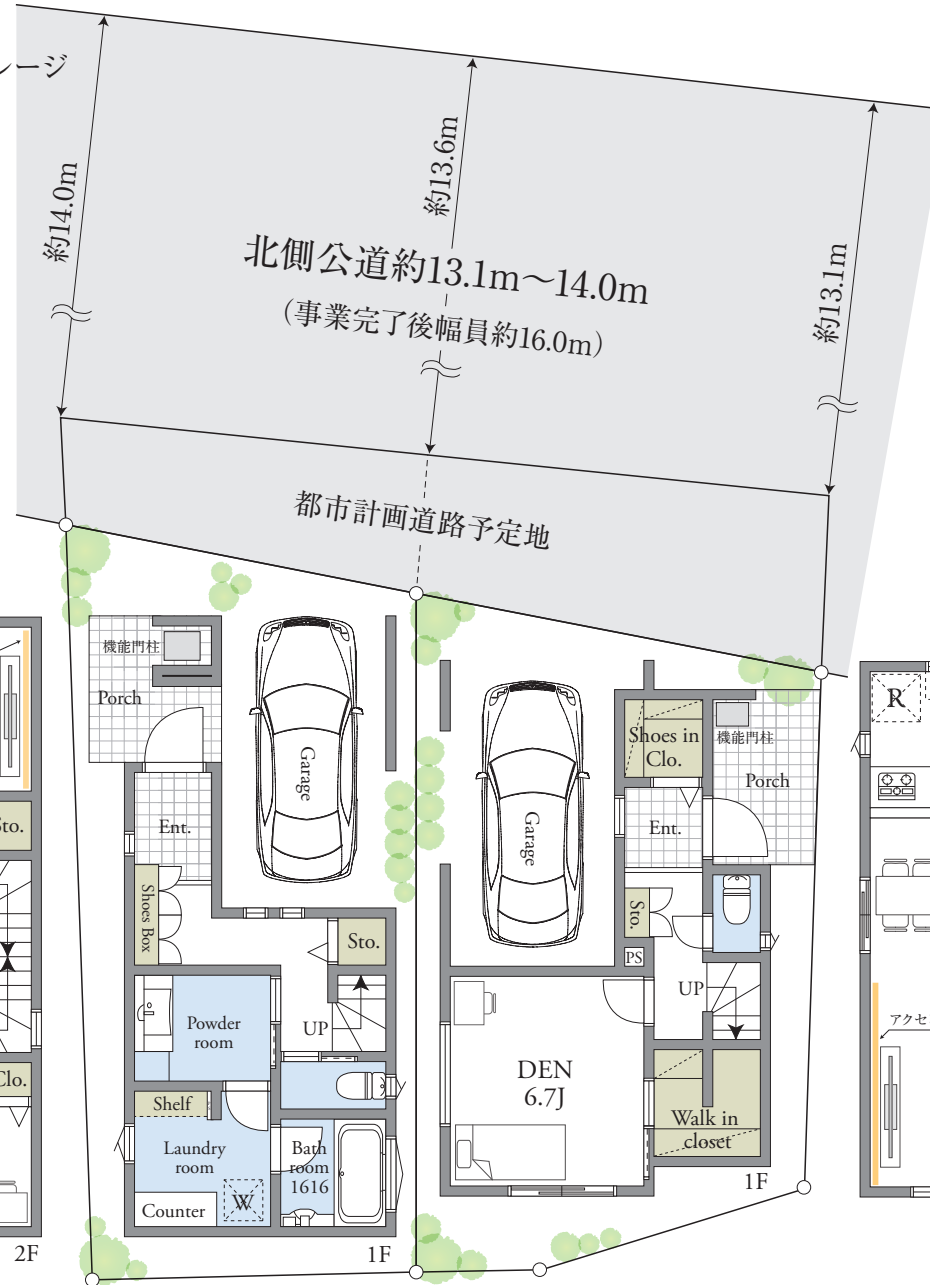 レージ
約14.0m
約13.6m
約13.1m
北側公道約13.1m〜14.0m
(事業完了後幅員約16.0m)
都市計画道路予定地
機能門柱
Porch
Garage
Ent.
Shoes Box
Sto.
Powder
room
UP
Shelf
Laundry
room
Bath
room
1616
Counter
W
1F
Sto.
Clo.
2F
Shoes in
Clo.
機能門柱
Porch
Garage
Ent.
Sto.
PS
UP
DEN
6.7J
Walk in
closet
1F
R
アクセ